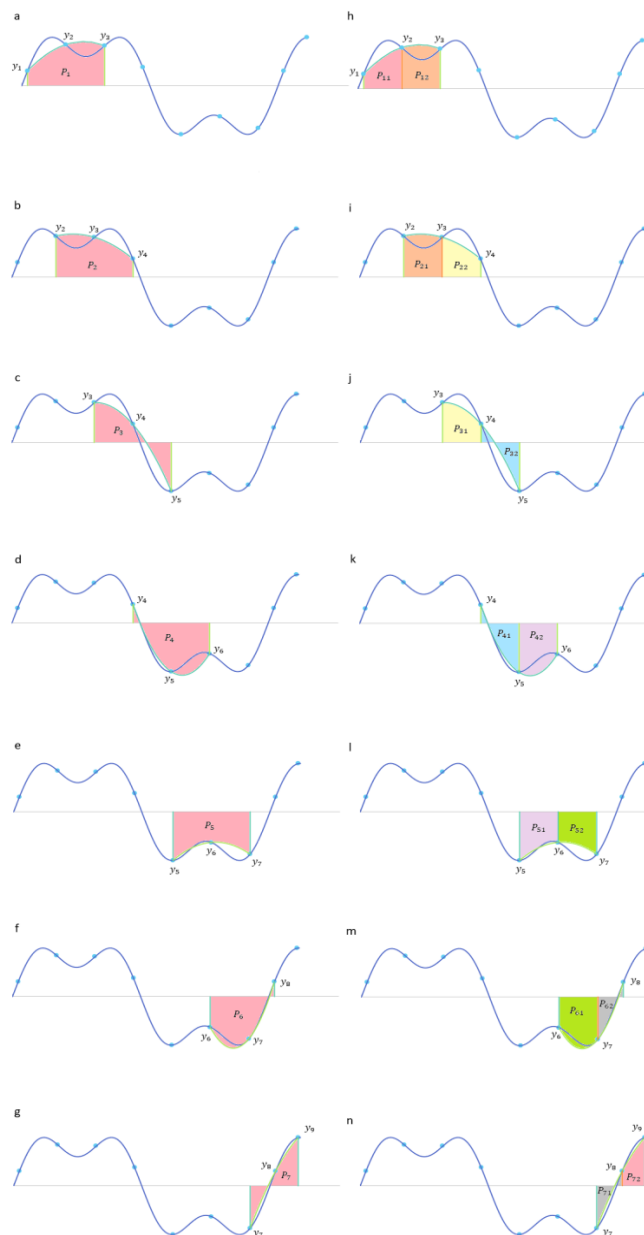 a
y₁ y₂ y₃
P₁
h
y₁ y₂ y₃
P₁₁ P₁₂
b
y₂ y₃ y₄
P₂
i
y₂ y₃ y₄
P₂₁ P₂₂
c
y₃ y₄
P₃
y₅
j
y₃ y₄
P₃₁ P₃₂
y₅
d
y₄
P₄
y₅ y₆
k
y₄
P₄₁ P₄₂
y₅ y₆
e
P₅
y₅ y₆ y₇
l
P₅₁ P₅₂
y₅ y₆ y₇
f
y₈
P₆
y₆ y₇
m
y₈
P₆₁ P₆₂
y₆ y₇
g
y₉
y₈ P₇
y₇
n
y₉
y₈
P₇₁ P₇₂
y₇